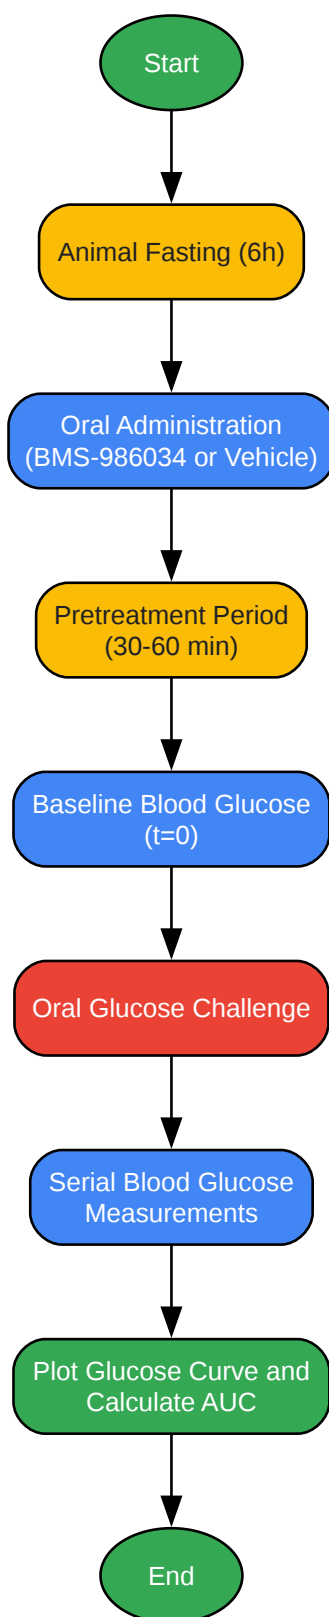 Start
Animal Fasting (6h)
Oral Administration
(BMS-986034 or Vehicle)
Pretreatment Period
(30-60 min)
Baseline Blood Glucose
(t=0)
Oral Glucose Challenge
Serial Blood Glucose
Measurements
Plot Glucose Curve and
Calculate AUC
End